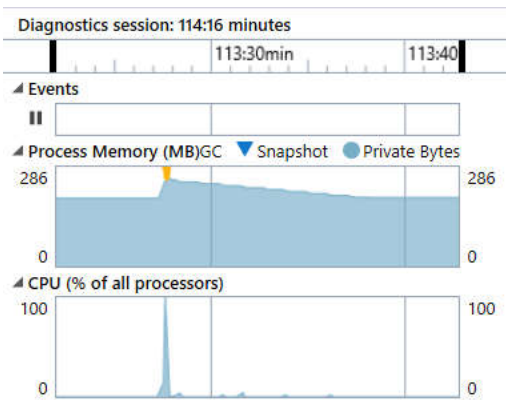 Diagnostics session: 114:16 minutes
113:30min 113:40
Events
Process Memory (MB)GC Snapshot Private Bytes
286 286
0 0
CPU (% of all processors)
100 100
0 0